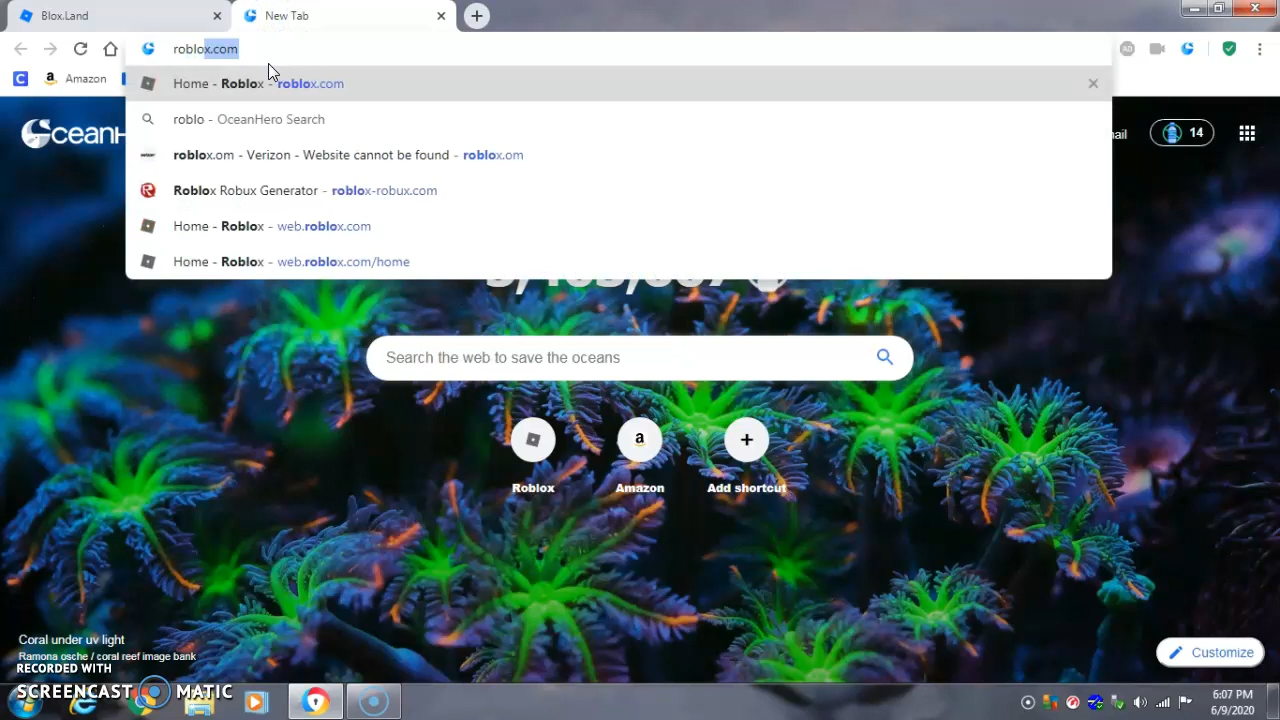 Blox.Land
New Tab
roblox.com
AD
Amazon
Home - Roblox - roblox.com
roblo - OceanHero Search
roblox.om - Verizon - Website cannot be found - roblox.om
Roblox Robux Generator - roblox-robux.com
Home - Roblox - web.roblox.com
Home - Roblox - web.roblox.com/home
14
Search the web to save the oceans
a
Roblox
Amazon
Add shortcut
Coral under uv light
Ramona osche / coral reef image bank
Customize
RECORDED WITH
SCREENCAST MATIC
6:07 PM
6/9/2020